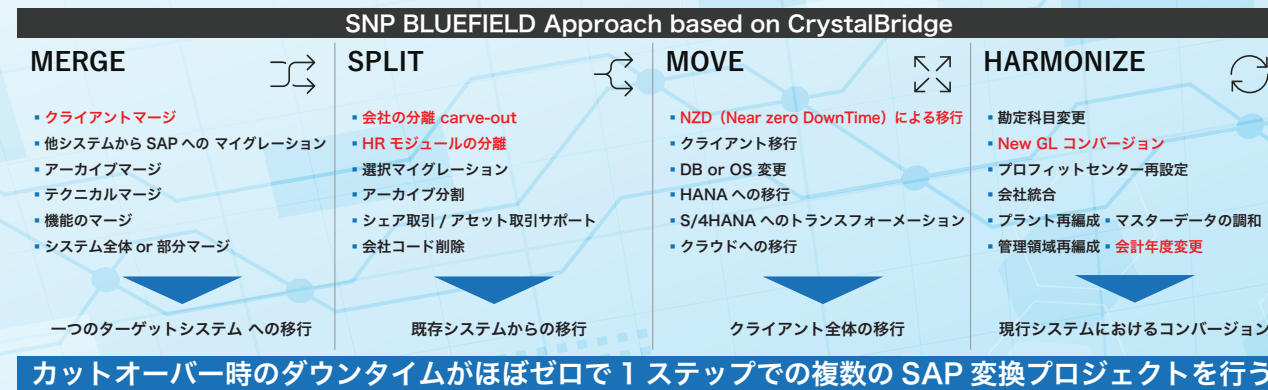 SNP BLUEFIELD Approach based on CrystalBridge
MERGE
▪ クライアントマージ
▪ 他システムから SAP への マイグレーション
▪ アーカイブマージ
▪ テクニカルマージ
▪ 機能のマージ
▪ システム全体 or 部分マージ
一つのターゲットシステム への移行
SPLIT
▪ 会社の分離 carve-out
▪ HR モジュールの分離
▪ 選択マイグレーション
▪ アーカイブ分割
▪ シェア取引 / アセット取引サポート
▪ 会社コード削除
既存システムからの移行
MOVE
▪ NZD（Near zero DownTime）による移行
▪ クライアント移行
▪ DB or OS 変更
▪ HANA への移行
▪ S/4HANA へのトランスフォーメーション
▪ クラウドへの移行
クライアント全体の移行
HARMONIZE
▪ 勘定科目変更
▪ New GL コンバージョン
▪ プロフィットセンター再設定
▪ 会社統合
▪ プラント再編成 ▪ マスターデータの調和
▪ 管理領域再編成 ▪ 会計年度変更
現行システムにおけるコンバージョン
カットオーバー時のダウンタイムがほぼゼロで 1 ステップでの複数の SAP 変換プロジェクトを行う